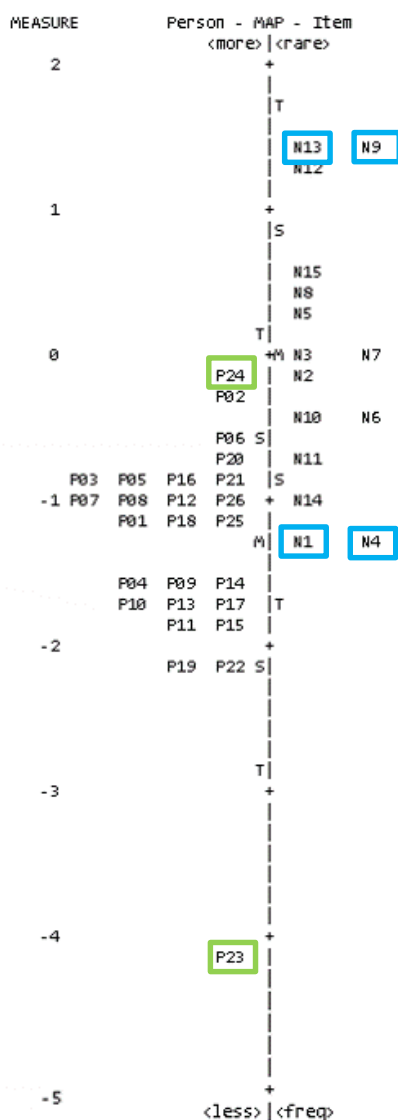 MEASURE Person - MAP - Item
<more>|<rare>
2 +
|
|
|T
|
| N13 N9
| N12
|
1 +
|S
|
| N15
| N8
| N5
T|
0 +M N3 N7
P24 | N2
P02 |
| N10 N6
P06 S|
P20 | N11
P03 P05 P16 P21 |S
-1 P07 P08 P12 P26 + N14
P01 P18 P25 |
M| N1 N4
|
P04 P09 P14 |
P10 P13 P17 |T
P11 P15 |
-2 +
P19 P22 S|
|
|
|
|
T|
-3 +
|
|
|
|
|
|
-4 +
P23 |
|
|
|
|
|
-5 +
<less>|<freq>